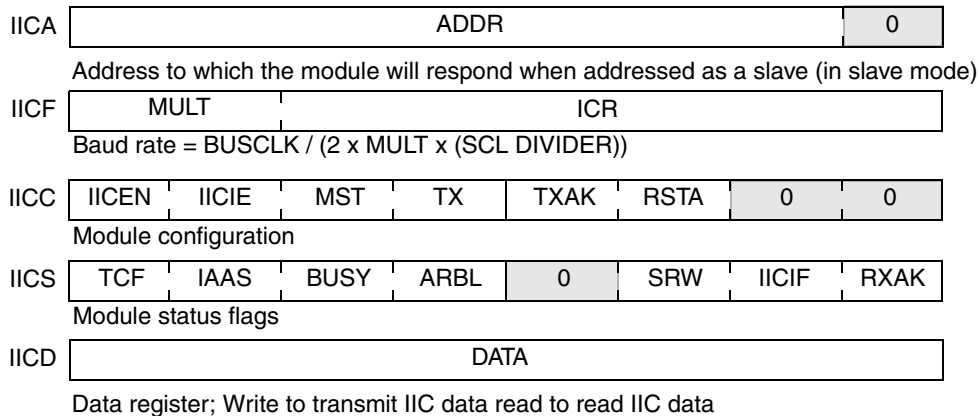 IICA ADDR 0
Address to which the module will respond when addressed as a slave (in slave mode)
IICF MULT ICR
Baud rate = BUSCLK / (2 x MULT x (SCL DIVIDER))
IICC IICEN IICIE MST TX TXAK RSTA 0 0
Module configuration
IICS TCF IAAS BUSY ARBL 0 SRW IICIF RXAK
Module status flags
IICD DATA
Data register; Write to transmit IIC data read to read IIC data